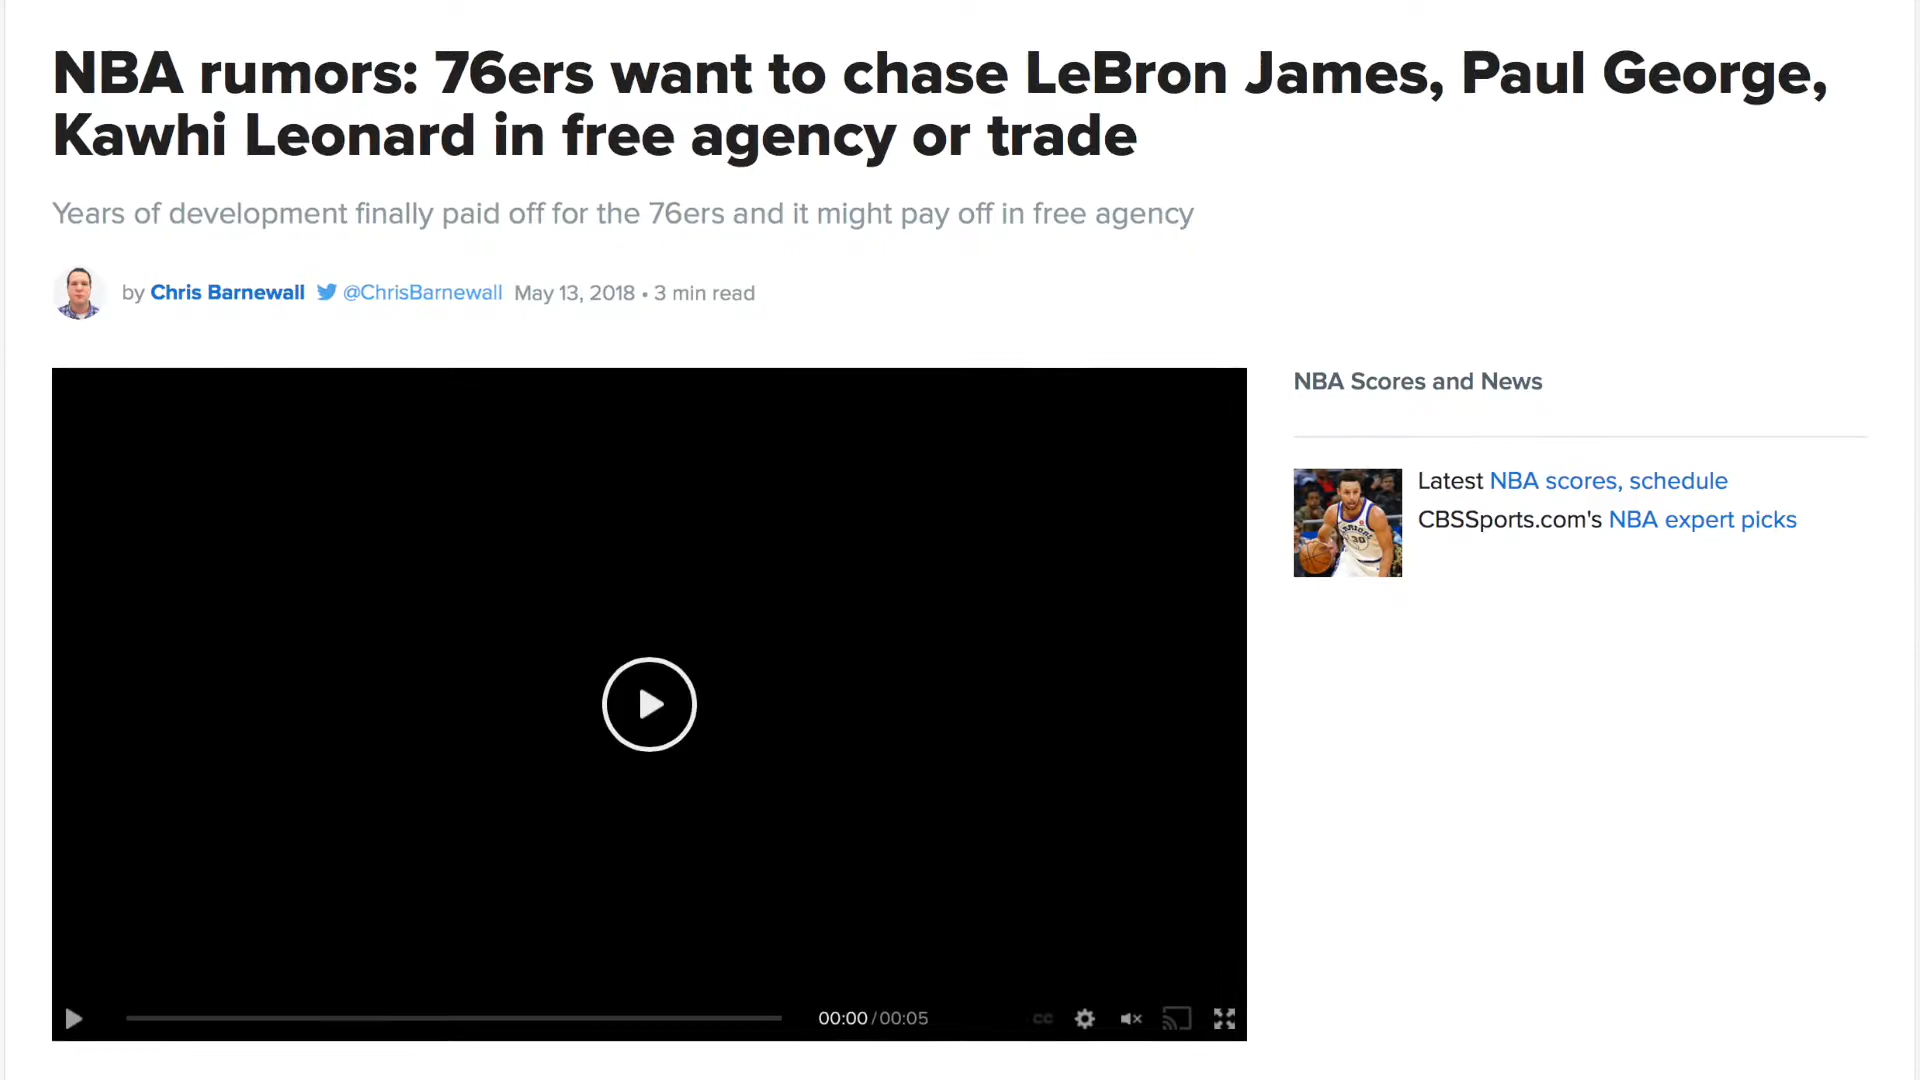 NBA rumors: 76ers want to chase LeBron James, Paul George,
Kawhi Leonard in free agency or trade
Years of development finally paid off for the 76ers and it might pay off in free agency
by Chris Barnewall @ChrisBarnewall May 13, 2018 • 3 min read
NBA Scores and News
Latest NBA scores, schedule
CBSSports.com's NBA expert picks
30
00:00 / 00:05
CC